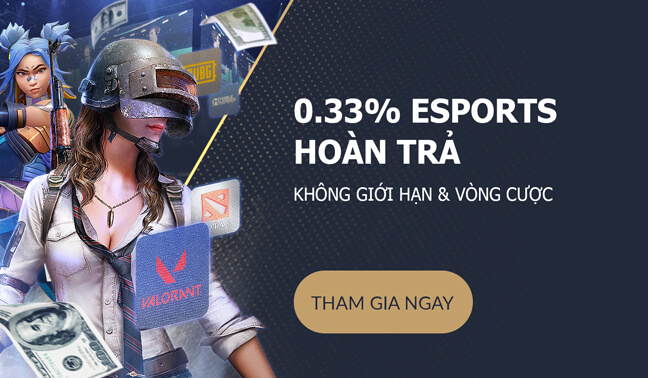 PUBG
VALORANT
0.33% ESPORTS
HOÀN TRẢ
KHÔNG GIỚI HẠN & VÒNG CƯỢC
THAM GIA NGAY